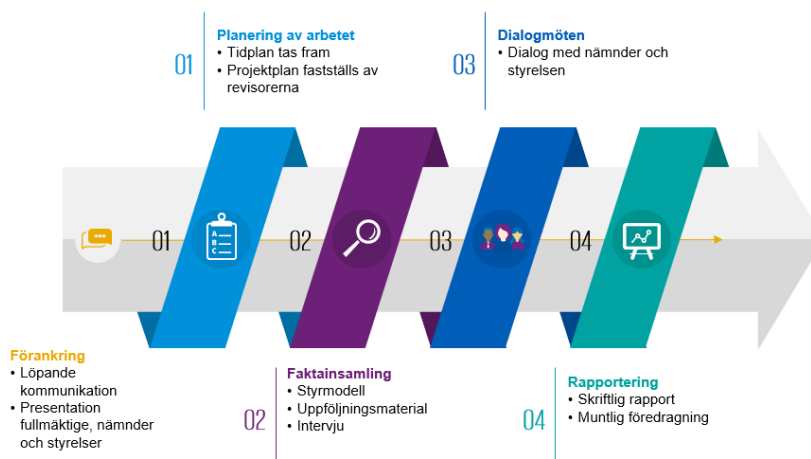 01
Planering av arbetet
• Tidplan tas fram
• Projektplan fastställs av
revisorerna
03
Dialogmöten
• Dialog med nämnder och
styrelsen
01
A
B
C
02
03
04
Förankring
• Löpande
kommunikation
• Presentation
fullmäktige, nämnder
och styrelser
02
Faktainsamling
• Styrmodell
• Uppföljningsmaterial
• Intervju
04
Rapportering
• Skriftlig rapport
• Muntlig föredragning